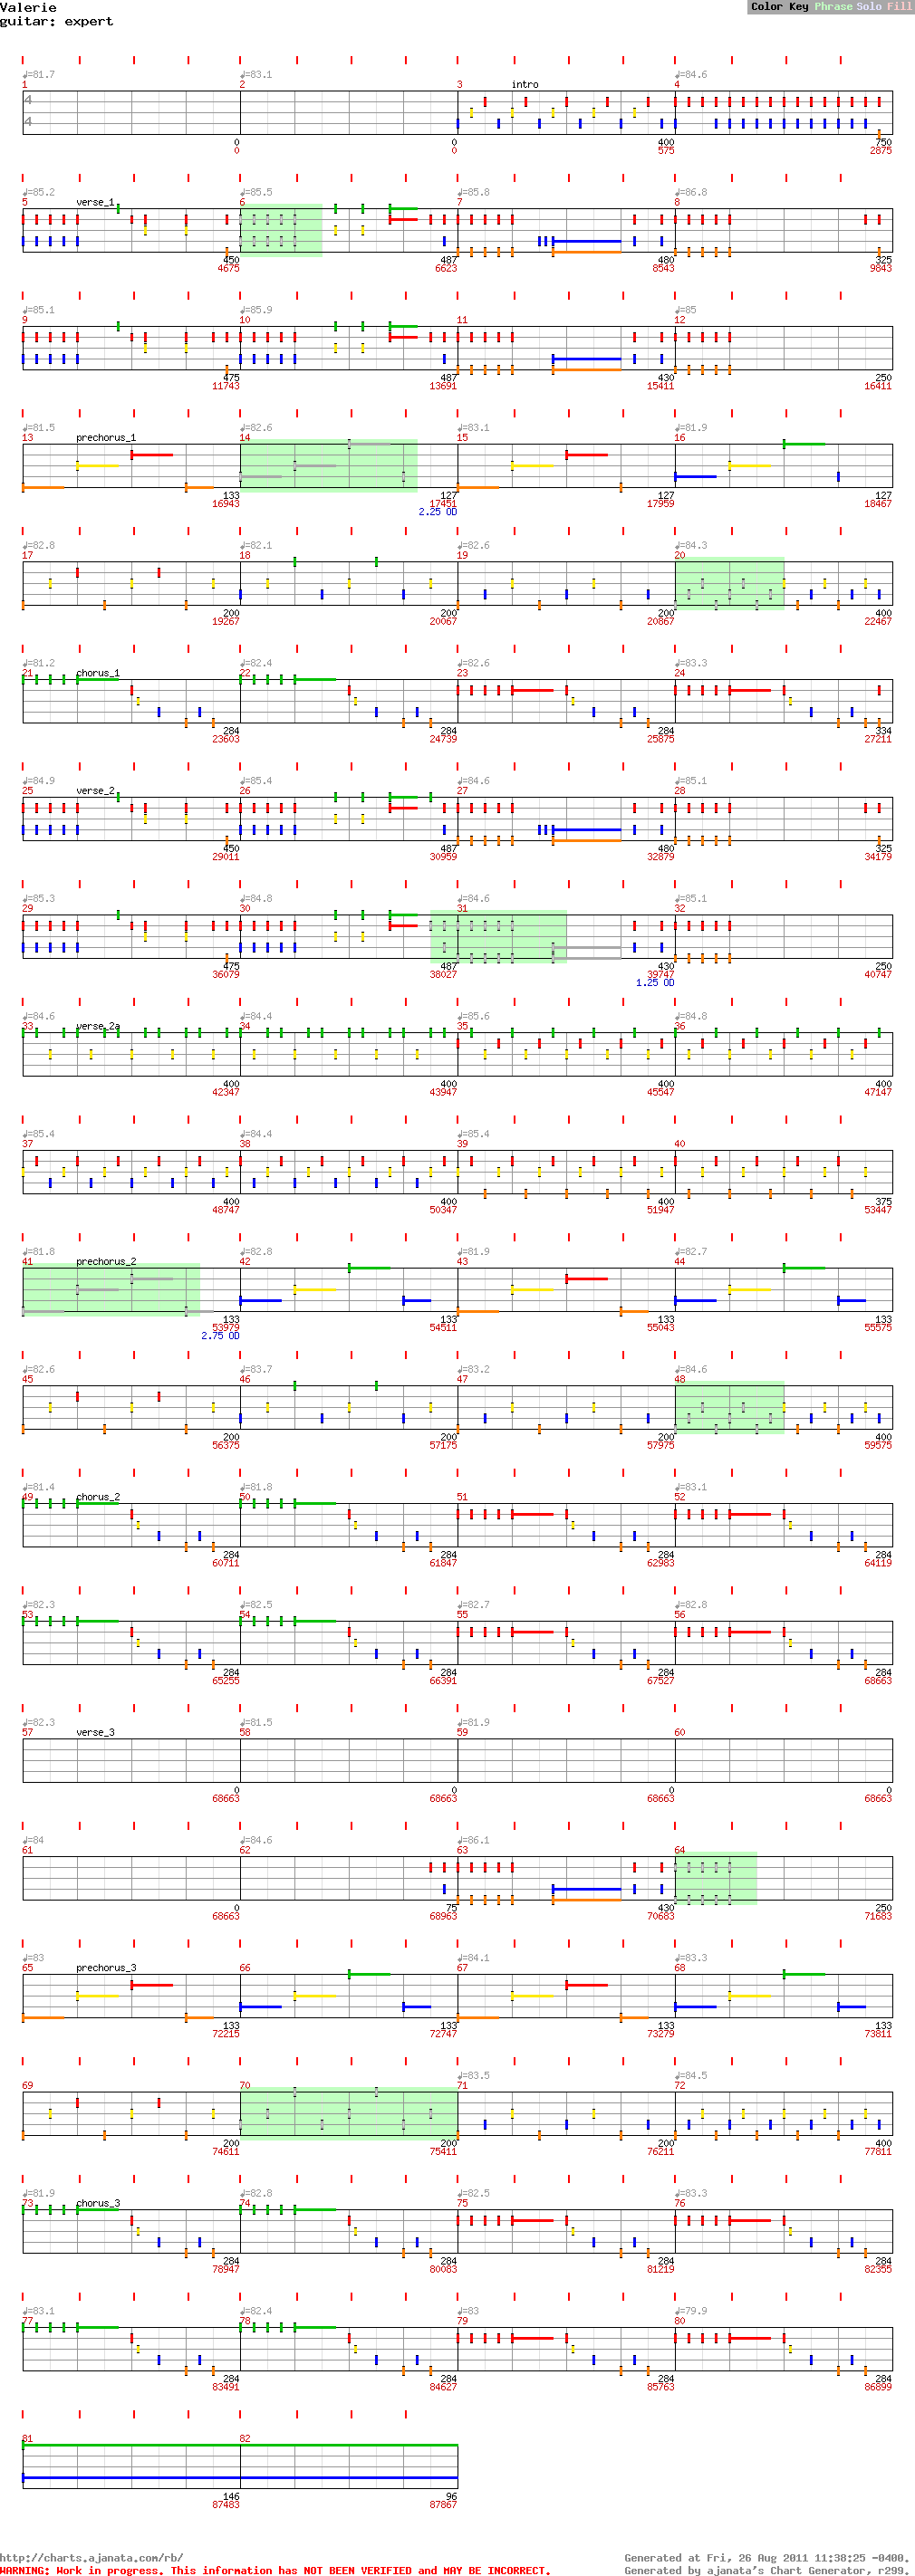 Valerie
Color Key Phrase Solo Fill
guitar: expert
♩=81.7 ♩=83.1 ♩=84.6
1 2 3 intro 4
4
4
0 0 400 750
0 0 575 2875
♩=85.2 ♩=85.5 ♩=85.8 ♩=86.8
5 verse_1 6 7 8
450 487 480 325
4675 6623 8543 9843
♩=85.1 ♩=85.9 ♩=85
9 10 11 12
475 487 430 250
11743 13691 15411 16411
♩=81.5 ♩=82.6 ♩=83.1 ♩=81.9
13 prechorus_1 14 15 16
133 127 127 127
16943 17451 17959 18467
2.25 OD
♩=82.8 ♩=82.1 ♩=82.6 ♩=84.3
17 18 19 20
200 200 200 400
19267 20067 20867 22467
♩=81.2 ♩=82.4 ♩=82.6 ♩=83.3
21 chorus_1 22 23 24
284 284 284 334
23603 24739 25875 27211
♩=84.9 ♩=85.4 ♩=84.6 ♩=85.1
25 verse_2 26 27 28
450 487 480 325
29011 30959 32879 34179
♩=85.3 ♩=84.8 ♩=84.6 ♩=85.1
29 30 31 32
475 487 430 250
36079 38027 39747 40747
1.25 OD
♩=84.6 ♩=84.4 ♩=85.6 ♩=84.8
33 verse_2a 34 35 36
400 400 400 400
42347 43947 45547 47147
♩=85.4 ♩=84.4 ♩=85.4
37 38 39 40
400 400 400 375
48747 50347 51947 53447
♩=81.8 ♩=82.8 ♩=81.9 ♩=82.7
41 prechorus_2 42 43 44
133 133 133 133
53979 54511 55043 55575
2.75 OD
♩=82.6 ♩=83.7 ♩=83.2 ♩=84.6
45 46 47 48
200 200 200 400
56375 57175 57975 59575
♩=81.4 ♩=81.8 ♩=83.1
49 chorus_2 50 51 52
284 284 284 284
60711 61847 62983 64119
♩=82.3 ♩=82.5 ♩=82.7 ♩=82.8
53 54 55 56
284 284 284 284
65255 66391 67527 68663
♩=82.3 ♩=81.5 ♩=81.9
57 verse_3 58 59 60
0 0 0 0
68663 68663 68663 68663
♩=84 ♩=84.6 ♩=86.1
61 62 63 64
0 75 430 250
68663 68963 70683 71683
♩=83 ♩=84.1 ♩=83.3
65 prechorus_3 66 67 68
133 133 133 133
72215 72747 73279 73811
♩=83.5 ♩=84.5
69 70 71 72
200 200 200 400
74611 75411 76211 77811
♩=81.9 ♩=82.8 ♩=82.5 ♩=83.3
73 chorus_3 74 75 76
284 284 284 284
78947 80083 81219 82355
♩=83.1 ♩=82.4 ♩=83 ♩=79.9
77 78 79 80
284 284 284 284
83491 84627 85763 86899
81 82
146 96
87483 87867
http://charts.ajanata.com/rb/
Generated at Fri, 26 Aug 2011 11:38:25 -0400.
WARNING: Work in progress. This information has NOT BEEN VERIFIED and MAY BE INCORRECT.
Generated by ajanata's Chart Generator, r299.